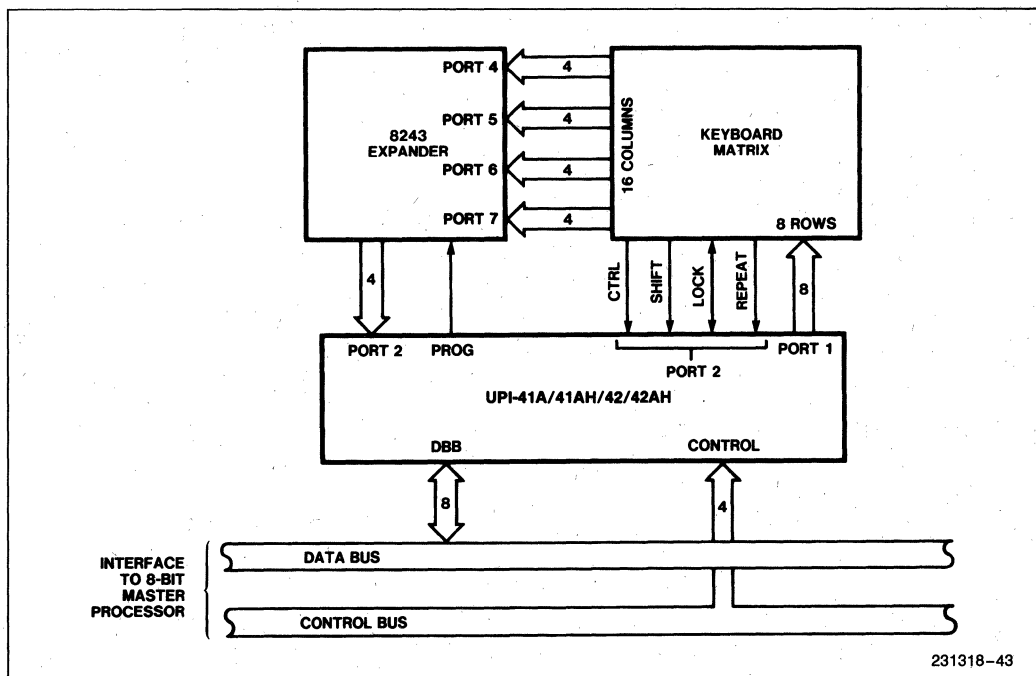 PORT 4
4
PORT 5
4
8243
EXPANDER
PORT 6
4
PORT 7
4
16 COLUMNS
KEYBOARD
MATRIX
8 ROWS
4
CTRL
SHIFT
LOCK
REPEAT
8
PORT 2
PROG
PORT 2
PORT 1
UPI-41A/41AH/42/42AH
DBB
CONTROL
8
4
INTERFACE
TO 8-BIT
MASTER
PROCESSOR
DATA BUS
CONTROL BUS
231318-43